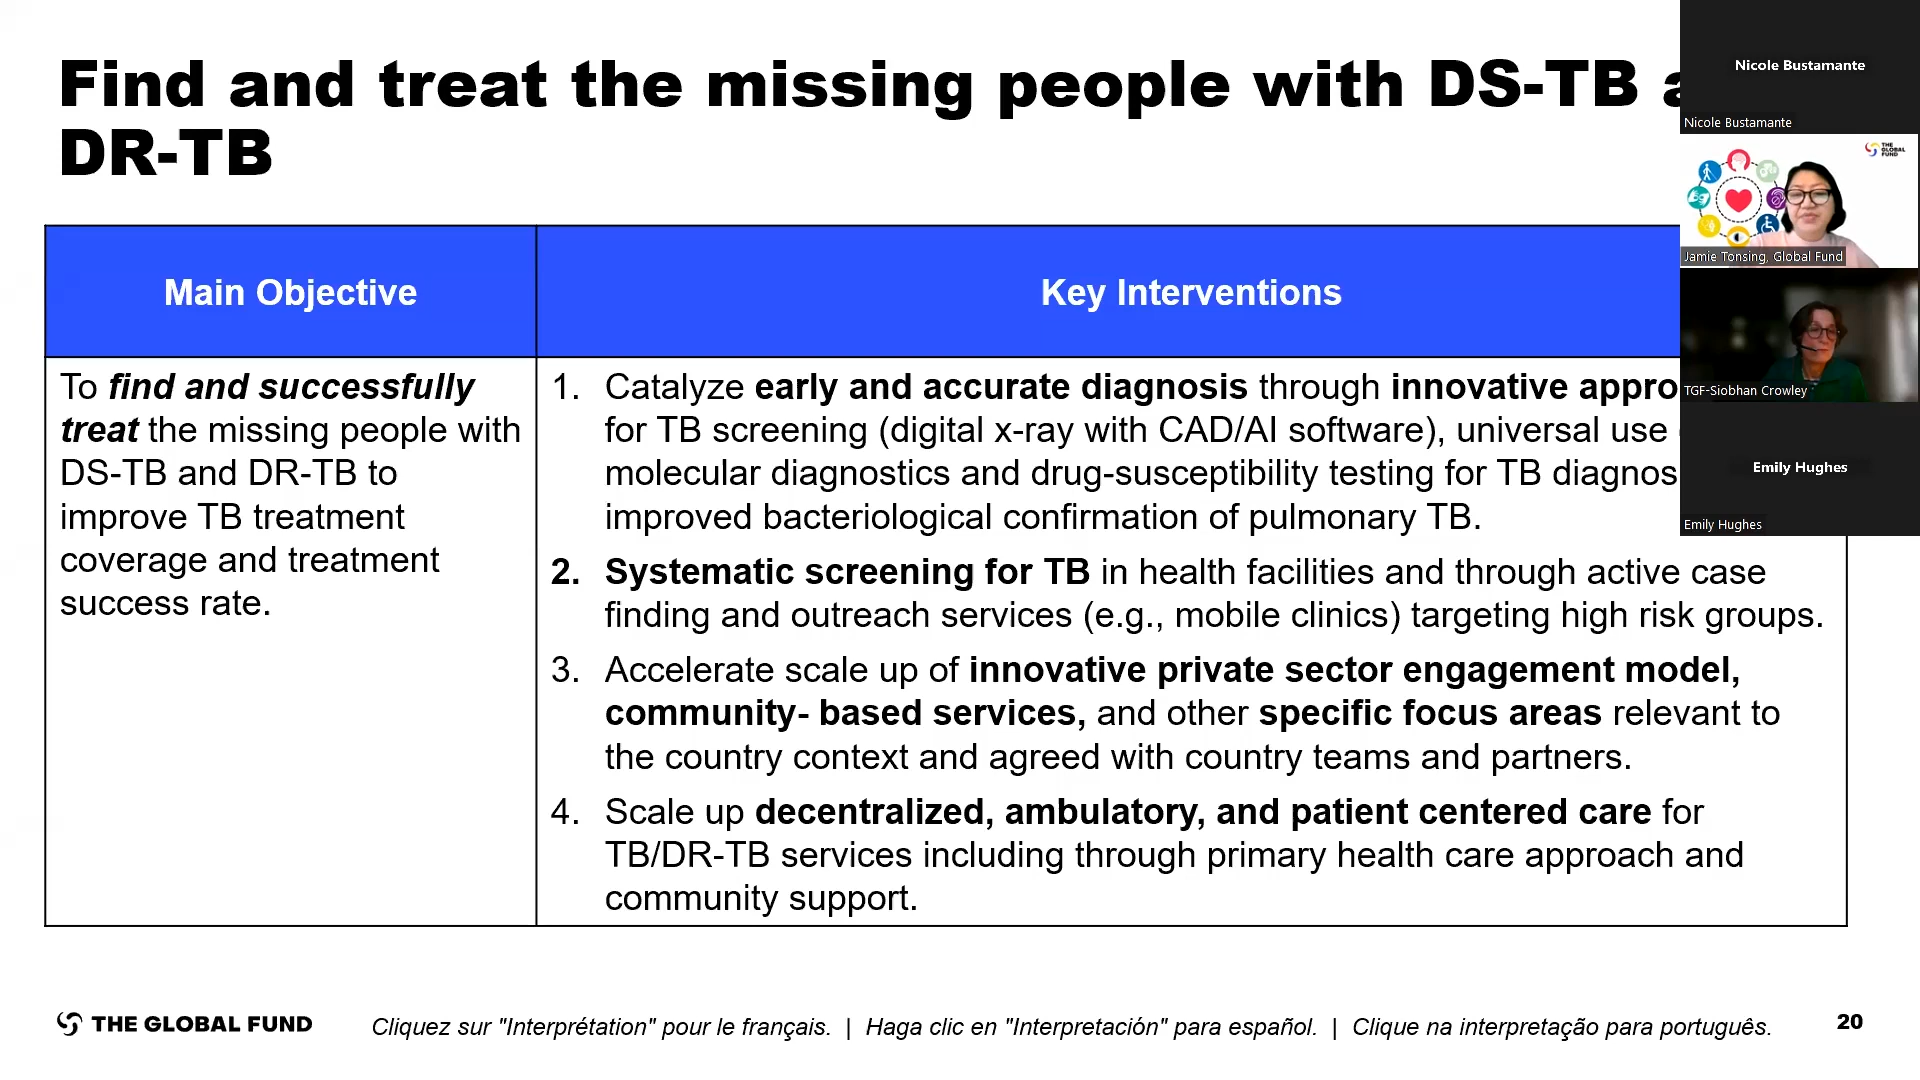 Find and treat the missing people with DS-TB
DR-TB
Main Objective
Key Interventions
To find and successfully
treat the missing people with
DS-TB and DR-TB to
improve TB treatment
coverage and treatment
success rate.
1. Catalyze early and accurate diagnosis through innovative
for TB screening (digital x-ray with CAD/AI software), universal use
molecular diagnostics and drug-susceptibility testing for TB
improved bacteriological confirmation of pulmonary TB.
2. Systematic screening for TB in health facilities and through active case
finding and outreach services (e.g., mobile clinics) targeting high risk groups.
3. Accelerate scale up of innovative private sector engagement model,
community- based services, and other specific focus areas relevant to
the country context and agreed with country teams and partners.
4. Scale up decentralized, ambulatory, and patient centered care for
TB/DR-TB services including through primary health care approach and
community support.
THE GLOBAL FUND
Cliquez sur "Interprétation" pour le français. | Haga clic en "Interpretación" para español. | Clique na interpretação para português.
20
Nicole Bustamante
Nicole Bustamante
THE
GLOBAL
FUND
Jamie Tonsing, Global Fund
TGF-Siobhan Crowley
Emily Hughes
Emily Hughes